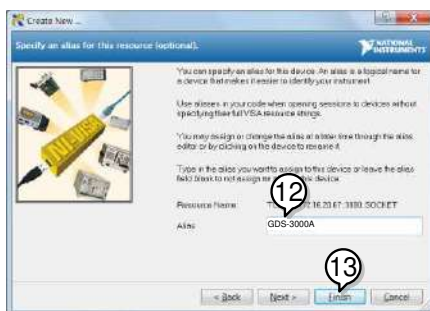 Create New ...
Specify an alias for this resource (optional).
NATIONAL
INSTRUMENTS
You can specify an alias for this device. An alias is a logical name for
a device that makes it easier to identify your instrument.
Use aliases in your code when opening sessions to devices without
specifying their full VISA resource strings.
You may assign or change the alias at a later time through the alias
editor or by clicking on the device to rename it.
Type in the alias you want to assign to this device or leave the alias
field blank to not assign this device.
NI-VISA
12
Resource Name: 16.20.67: SOCKET
Alias: GDS-3000A
13
< Back Next > Finish Cancel